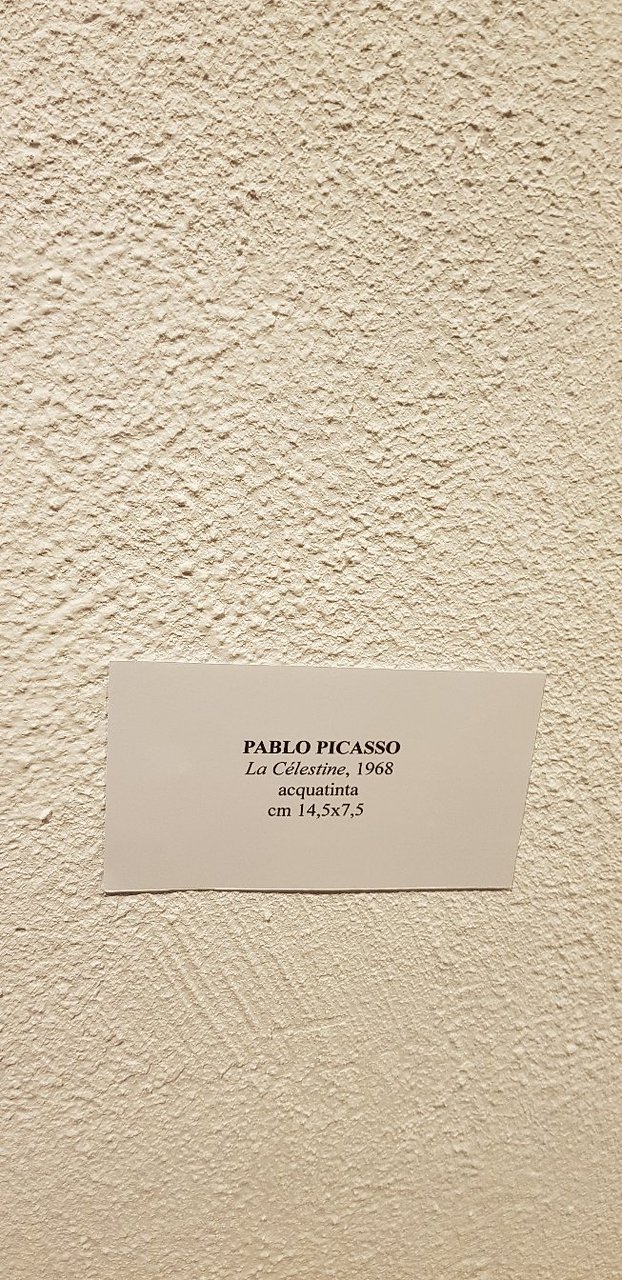 PABLO PICASSO
La Célestine, 1968
acquatinta
cm 14,5x7,5